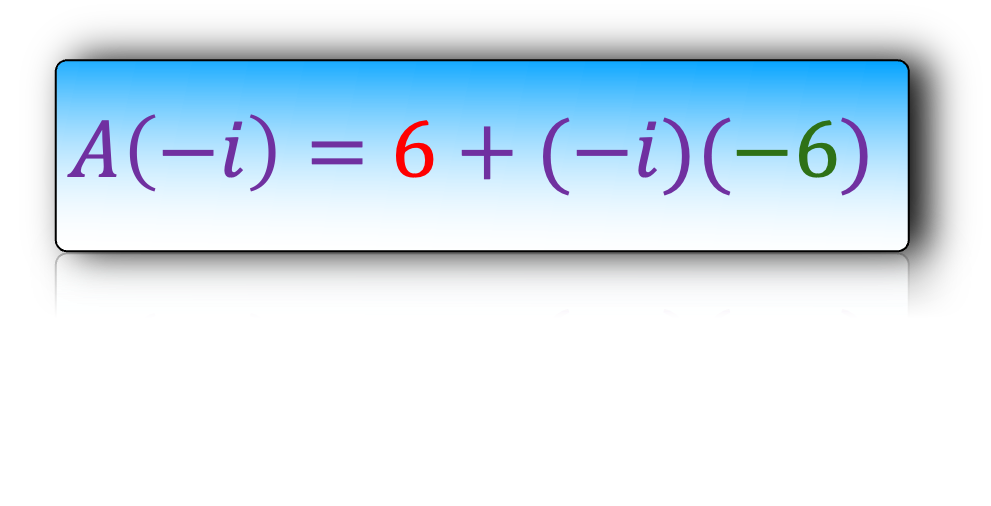 A(−i) = 6 + (−i)(−6)